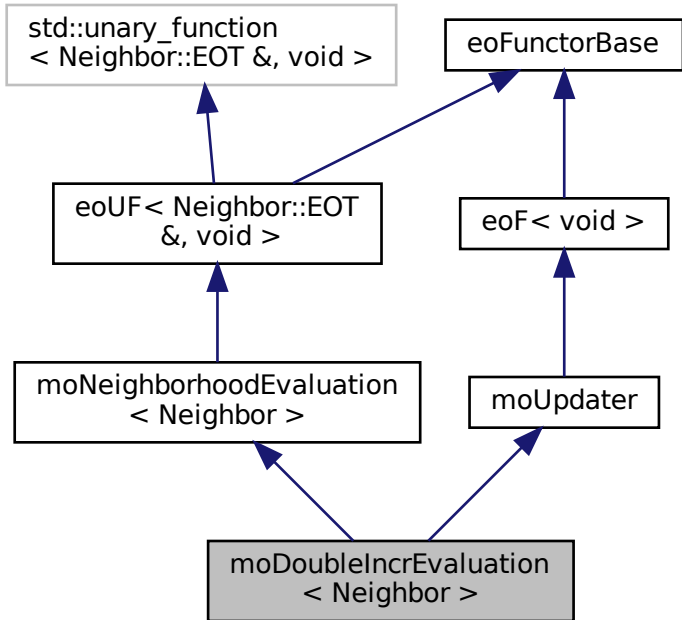 std::unary_function
< Neighbor::EOT &, void >
eoFunctorBase
eoUF< Neighbor::EOT
&, void >
eoF< void >
moNeighborhoodEvaluation
< Neighbor >
moUpdater
moDoubleIncrEvaluation
< Neighbor >